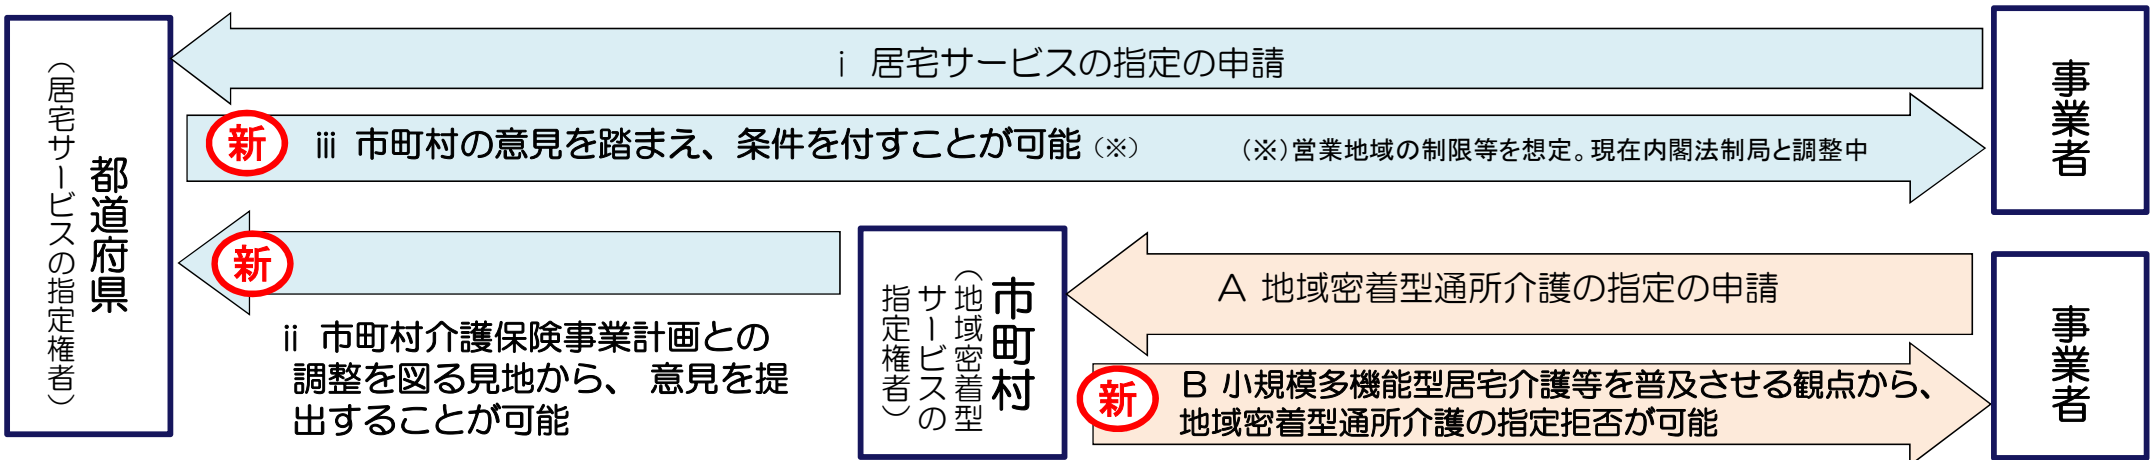 都道府県
（居宅サービスの指定権者）
ⅰ 居宅サービスの指定の申請
事業者
新
ⅲ 市町村の意見を踏まえ、条件を付すことが可能（※）
（※）営業地域の制限等を想定。現在内閣法制局と調整中
新
ⅱ 市町村介護保険事業計画との
調整を図る見地から、 意見を提
出することが可能
市町村
（地域密着型
サービスの
指定権者）
A 地域密着型通所介護の指定の申請
事業者
新
B 小規模多機能型居宅介護等を普及させる観点から、
地域密着型通所介護の指定拒否が可能